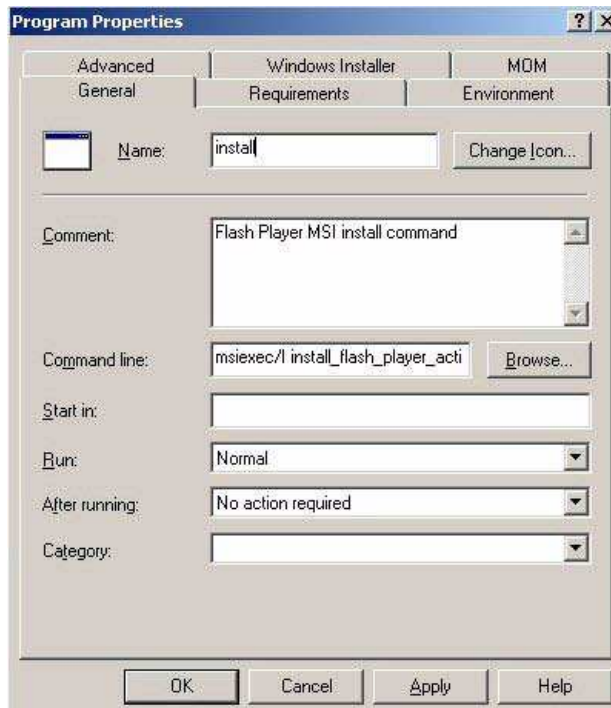 Program Properties
Advanced Windows Installer MOM
General Requirements Environment
Name: install Change Icon...
Comment: Flash Player MSI install command
Command line: msiexec/I install_flash_player_acti Browse...
Start in:
Run: Normal
After running: No action required
Category:
OK Cancel Apply Help